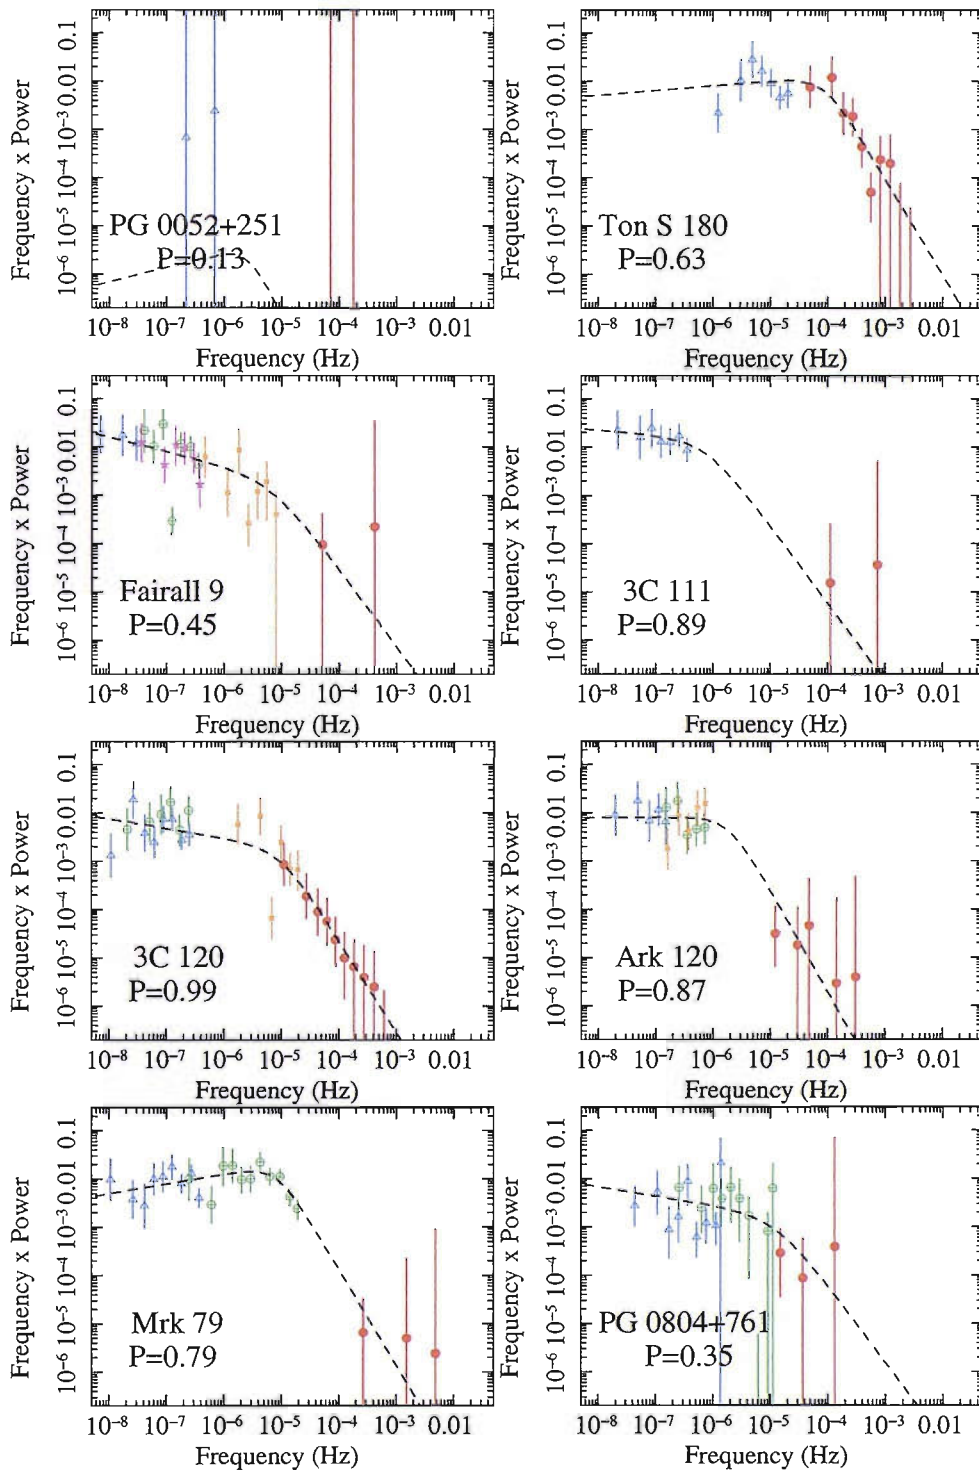 Frequency x Power
0.1
0.01
10⁻³
10⁻⁴
10⁻⁵
10⁻⁶
PG 0052+251
P=0.13
10⁻⁸ 10⁻⁷ 10⁻⁶ 10⁻⁵ 10⁻⁴ 10⁻³ 0.01
Frequency (Hz)
Frequency x Power
0.1
0.01
10⁻³
10⁻⁴
10⁻⁵
10⁻⁶
Ton S 180
P=0.63
10⁻⁸ 10⁻⁷ 10⁻⁶ 10⁻⁵ 10⁻⁴ 10⁻³ 0.01
Frequency (Hz)
Frequency x Power
0.1
0.01
10⁻³
10⁻⁴
10⁻⁵
10⁻⁶
Fairall 9
P=0.45
10⁻⁸ 10⁻⁷ 10⁻⁶ 10⁻⁵ 10⁻⁴ 10⁻³ 0.01
Frequency (Hz)
Frequency x Power
0.1
0.01
10⁻³
10⁻⁴
10⁻⁵
10⁻⁶
3C 111
P=0.89
10⁻⁸ 10⁻⁷ 10⁻⁶ 10⁻⁵ 10⁻⁴ 10⁻³ 0.01
Frequency (Hz)
Frequency x Power
0.1
0.01
10⁻³
10⁻⁴
10⁻⁵
10⁻⁶
3C 120
P=0.99
10⁻⁸ 10⁻⁷ 10⁻⁶ 10⁻⁵ 10⁻⁴ 10⁻³ 0.01
Frequency (Hz)
Frequency x Power
0.1
0.01
10⁻³
10⁻⁴
10⁻⁵
10⁻⁶
Ark 120
P=0.87
10⁻⁸ 10⁻⁷ 10⁻⁶ 10⁻⁵ 10⁻⁴ 10⁻³ 0.01
Frequency (Hz)
Frequency x Power
0.1
0.01
10⁻³
10⁻⁴
10⁻⁵
10⁻⁶
Mrk 79
P=0.79
10⁻⁸ 10⁻⁷ 10⁻⁶ 10⁻⁵ 10⁻⁴ 10⁻³ 0.01
Frequency (Hz)
Frequency x Power
0.1
0.01
10⁻³
10⁻⁴
10⁻⁵
10⁻⁶
PG 0804+761
P=0.35
10⁻⁸ 10⁻⁷ 10⁻⁶ 10⁻⁵ 10⁻⁴ 10⁻³ 0.01
Frequency (Hz)